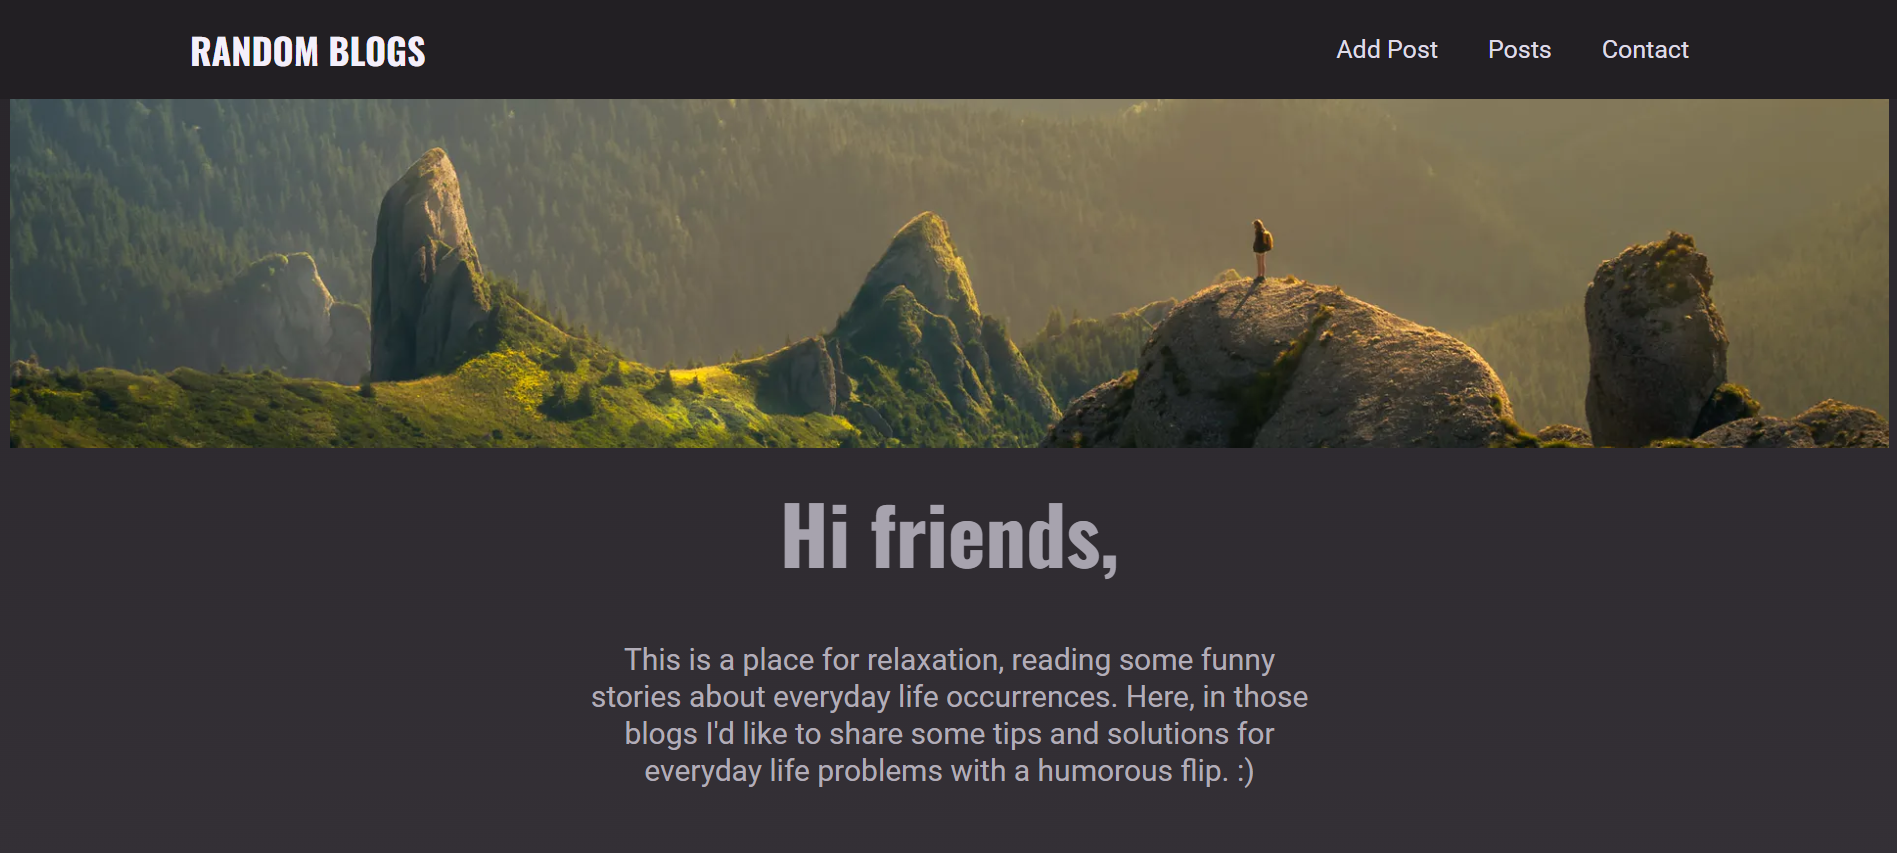 RANDOM BLOGS
Add Post Posts Contact
Hi friends,
This is a place for relaxation, reading some funny
stories about everyday life occurrences. Here, in those
blogs I'd like to share some tips and solutions for
everyday life problems with a humorous flip. :)